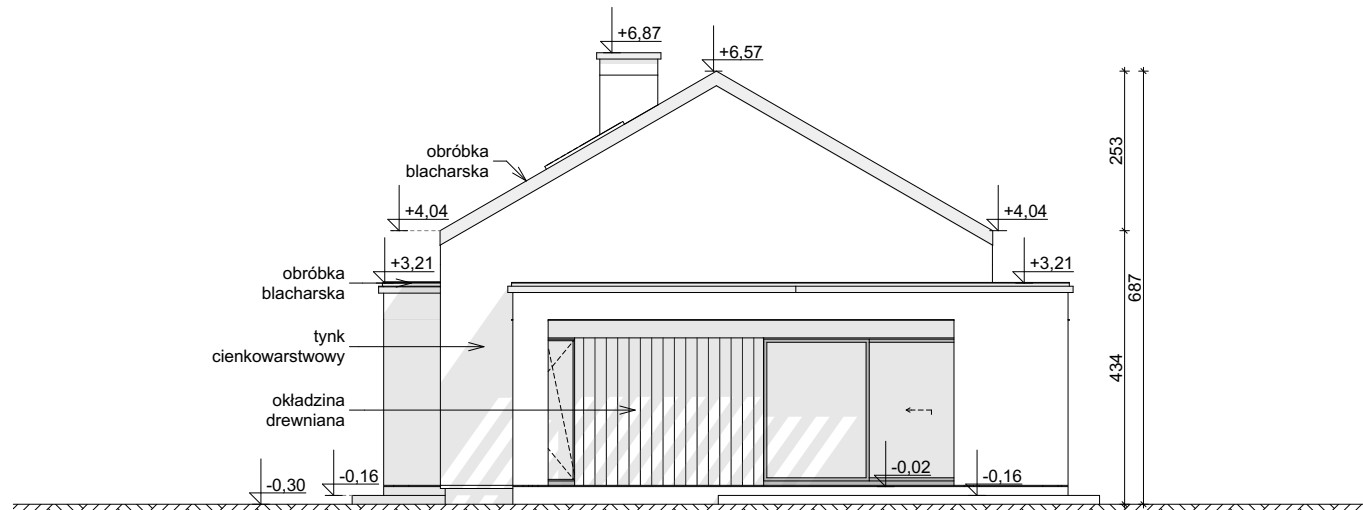 +6,87
+6,57
obróbka
blacharska
253
+4,04
+4,04
+3,21
+3,21
obróbka
blacharska
687
tynk
cienkowarstwowy
434
okładzina
drewniana
-0,02
-0,16
-0,16
-0,30